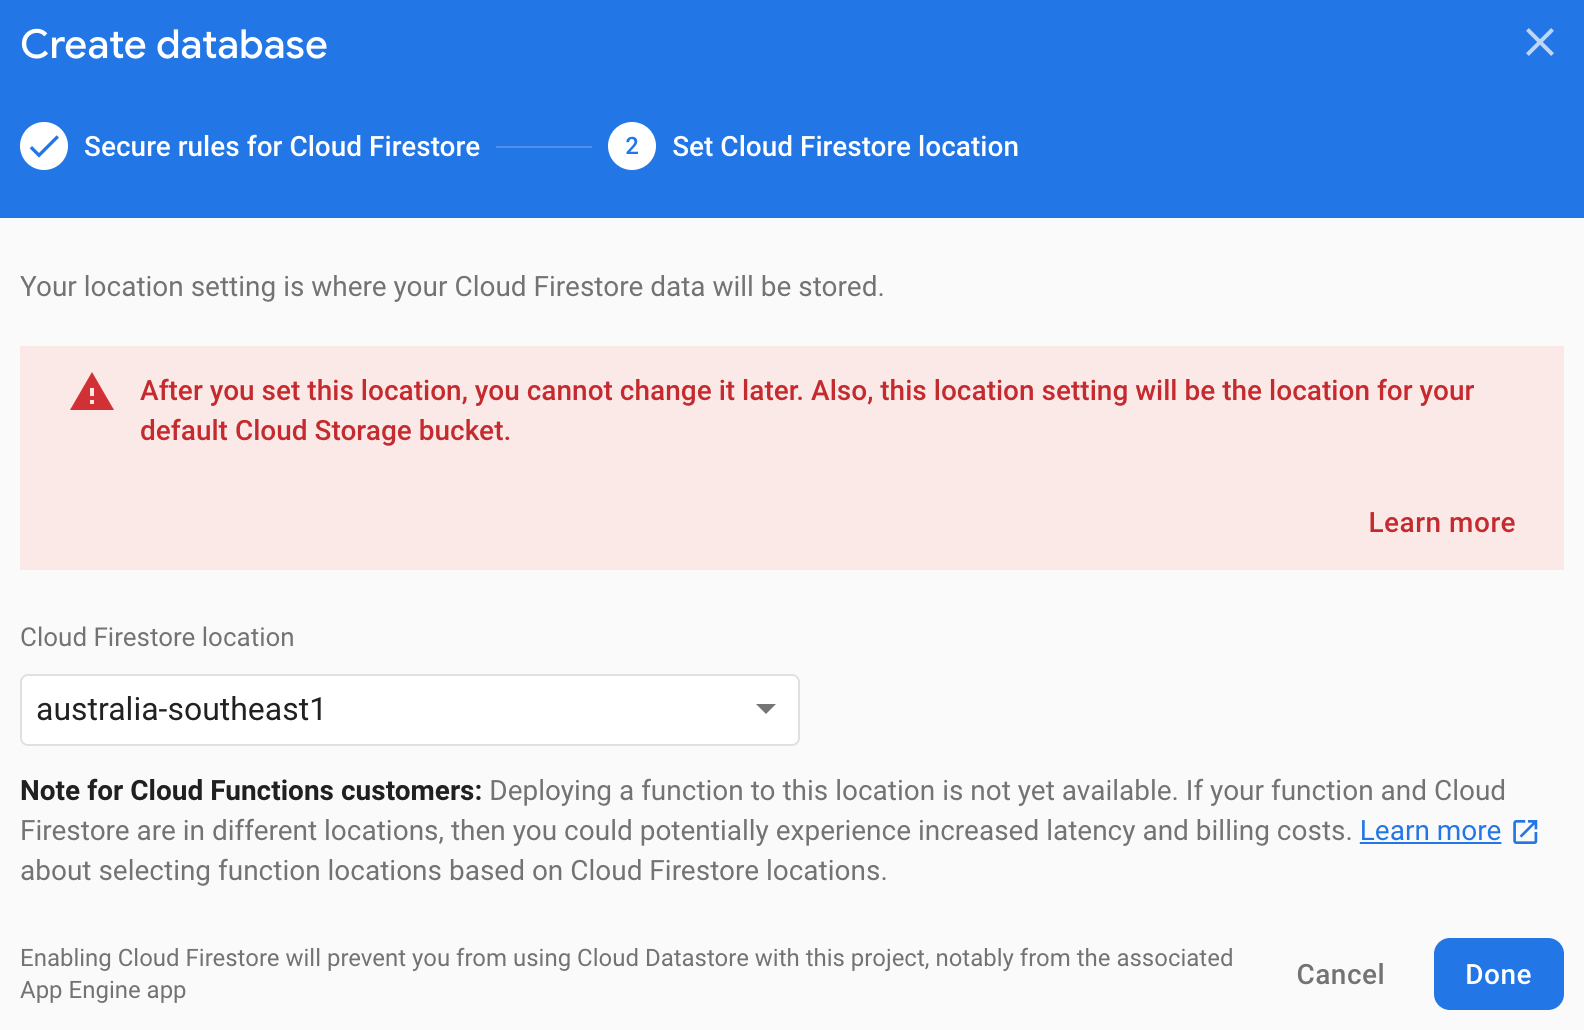 Create database
Secure rules for Cloud Firestore
2
Set Cloud Firestore location
Your location setting is where your Cloud Firestore data will be stored.
After you set this location, you cannot change it later. Also, this location setting will be the location for your
default Cloud Storage bucket.
Learn more
Cloud Firestore location
australia-southeast1
Note for Cloud Functions customers: Deploying a function to this location is not yet available. If your function and Cloud
Firestore are in different locations, then you could potentially experience increased latency and billing costs. Learn more
about selecting function locations based on Cloud Firestore locations.
Enabling Cloud Firestore will prevent you from using Cloud Datastore with this project, notably from the associated
App Engine app
Cancel
Done